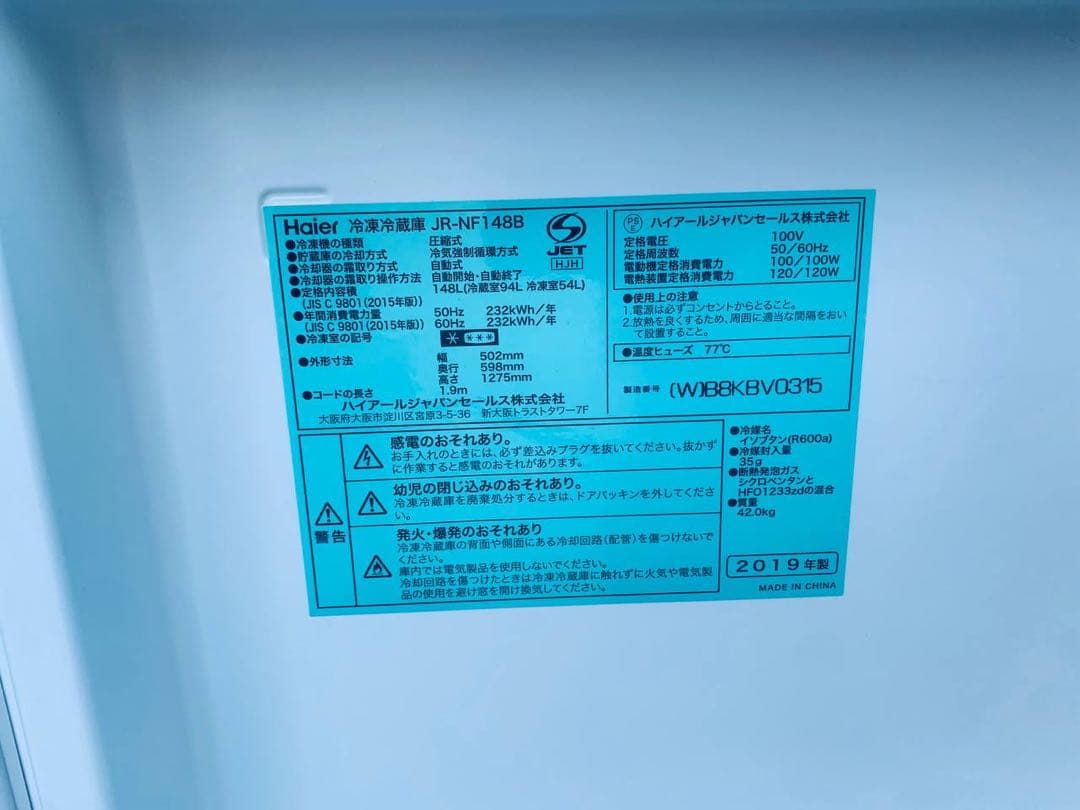 Haier 冷凍冷蔵庫 JR-NF148B
●冷凍機の種類 圧縮式
●貯蔵庫の冷却方式 冷気強制循環方式
●冷却器の霜取り方式 自動式
●冷却器の霜取り操作方法 自動開始・自動終了
●定格内容積 148L(冷蔵室94L 冷凍室54L)
(JIS C 9801(2015年版))
●年間消費電力量 50Hz 232kWh/年
(JIS C 9801(2015年版)) 60Hz 232kWh/年
●冷凍室の記号
●外形寸法 幅 502mm
奥行 598mm
高さ 1275mm
●コードの長さ 1.9m
ハイアールジャパンセールス株式会社
大阪府大阪市淀川区宮原3-5-36 新大阪トラストタワー7F
JET
HJH
PS
E
ハイアールジャパンセールス株式会社
定格電圧 100V
定格周波数 50/60Hz
電動機定格消費電力 100/100W
電熱装置定格消費電力 120/120W
●使用上の注意
1.電源は必ずコンセントからとること。
2.放熱を良くするため、周囲に適当な間隔をおい
て設置すること。
●温度ヒューズ 77℃
製造番号 (W)B8KBV0315
警告
感電のおそれあり。
お手入れのときには、必ず差込みプラグを抜いてください。抜かず
に作業すると感電のおそれがあります。
幼児の閉じ込みのおそれあり。
冷凍冷蔵庫を廃棄処分するときは、ドアパッキンを外してくださ
い。
発火・爆発のおそれあり
冷凍冷蔵庫の背面や側面にある冷却回路(配管)を傷つけないで
ください。
庫内では電気製品を使用しないでください。
冷却回路を傷つけたときは冷凍冷蔵庫に触れずに火気や電気製
品の使用を避け窓を開け換気してください。
●冷媒名
イソブタン(R600a)
●冷媒封入量
35g
●断熱発泡ガス
シクロペンタンと
HFO1233zdの混合
●質量
42.0kg
2019年製
MADE IN CHINA